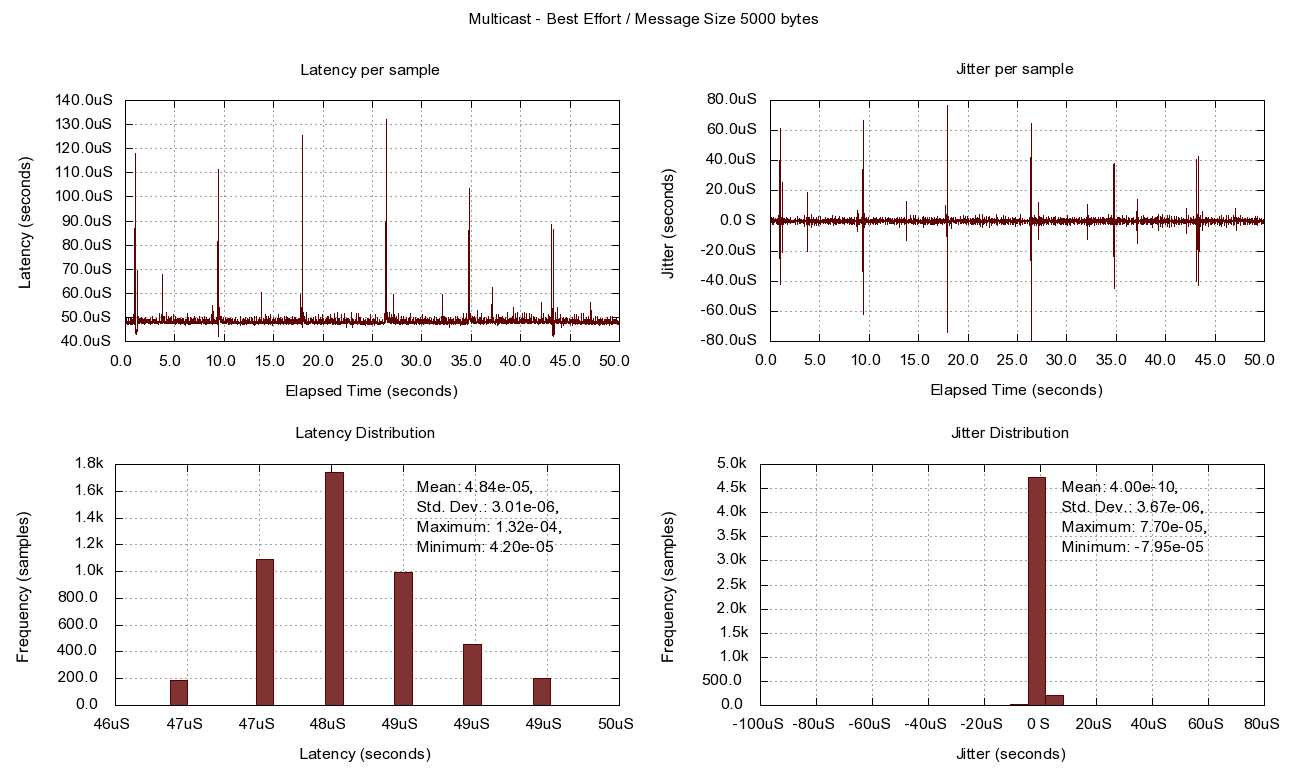 Multicast - Best Effort / Message Size 5000 bytes
Latency per sample
140.0uS
130.0uS
120.0uS
110.0uS
100.0uS
90.0uS
80.0uS
70.0uS
60.0uS
50.0uS
40.0uS
Latency (seconds)
0.0 5.0 10.0 15.0 20.0 25.0 30.0 35.0 40.0 45.0 50.0
Elapsed Time (seconds)
Jitter per sample
80.0uS
60.0uS
40.0uS
20.0uS
0.0 S
-20.0uS
-40.0uS
-60.0uS
-80.0uS
Jitter (seconds)
0.0 5.0 10.0 15.0 20.0 25.0 30.0 35.0 40.0 45.0 50.0
Elapsed Time (seconds)
Latency Distribution
1.8k
1.6k
1.4k
1.2k
1.0k
800.0
600.0
400.0
200.0
0.0
Frequency (samples)
Mean: 4.84e-05,
Std. Dev.: 3.01e-06,
Maximum: 1.32e-04,
Minimum: 4.20e-05
46uS 47uS 47uS 48uS 49uS 49uS 49uS 50uS
Latency (seconds)
Jitter Distribution
5.0k
4.5k
4.0k
3.5k
3.0k
2.5k
2.0k
1.5k
1.0k
500.0
0.0
Frequency (samples)
Mean: 4.00e-10,
Std. Dev.: 3.67e-06,
Maximum: 7.70e-05,
Minimum: -7.95e-05
-100uS -80uS -60uS -40uS -20uS 0 S 20uS 40uS 60uS 80uS
Jitter (seconds)